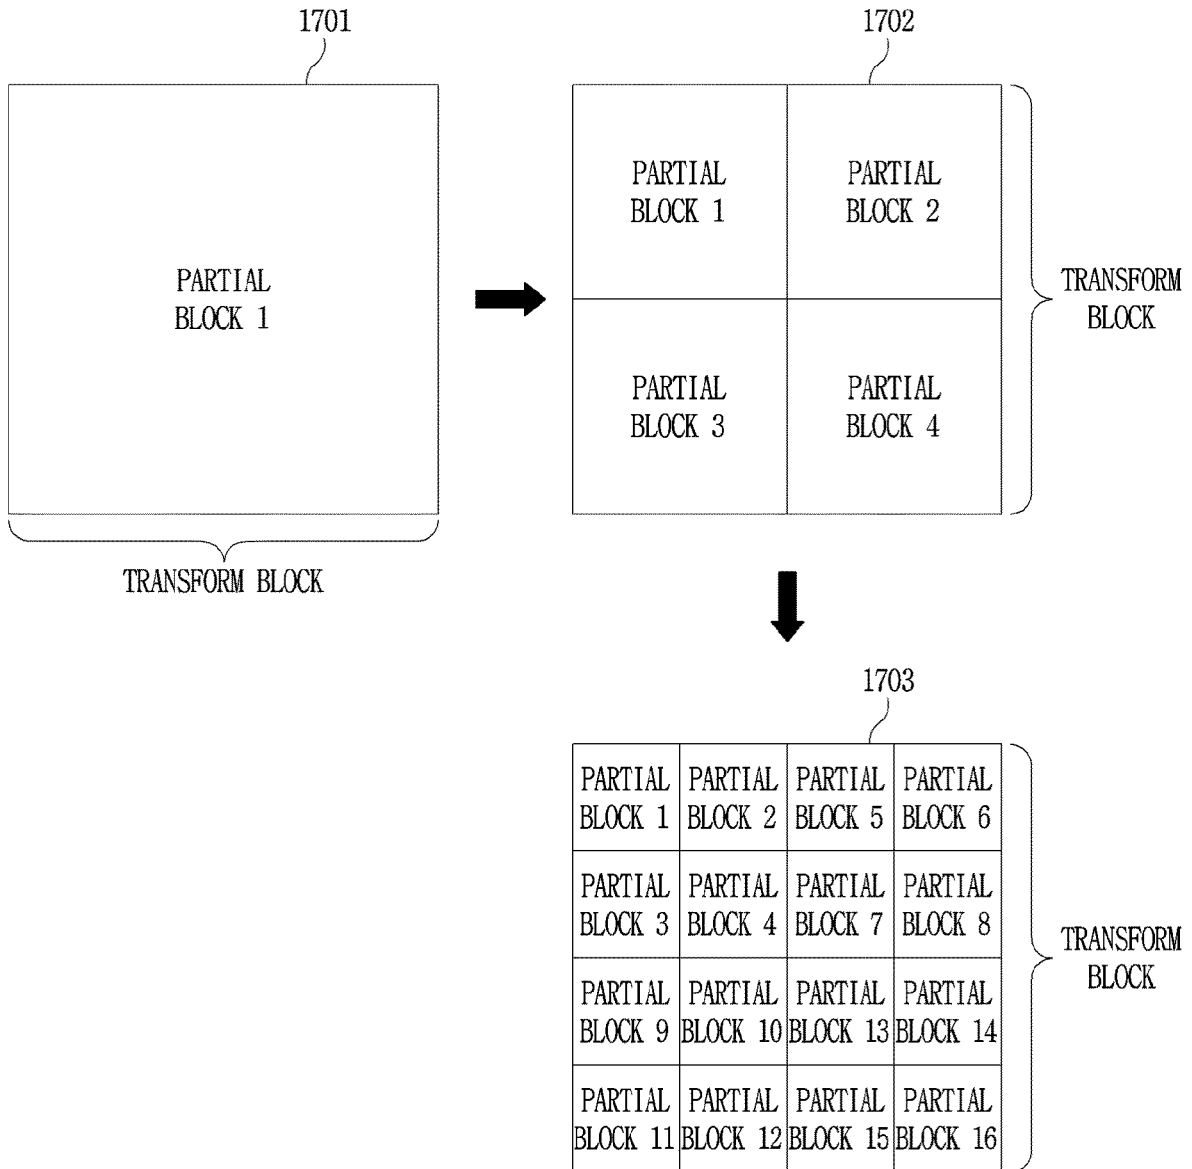 1701
1702
PARTIAL
BLOCK 1
PARTIAL
BLOCK 1
PARTIAL
BLOCK 2
PARTIAL
BLOCK 3
PARTIAL
BLOCK 4
TRANSFORM
BLOCK
TRANSFORM BLOCK
1703
PARTIAL
BLOCK 1
PARTIAL
BLOCK 2
PARTIAL
BLOCK 5
PARTIAL
BLOCK 6
PARTIAL
BLOCK 3
PARTIAL
BLOCK 4
PARTIAL
BLOCK 7
PARTIAL
BLOCK 8
PARTIAL
BLOCK 9
PARTIAL
BLOCK 10
PARTIAL
BLOCK 13
PARTIAL
BLOCK 14
PARTIAL
BLOCK 11
PARTIAL
BLOCK 12
PARTIAL
BLOCK 15
PARTIAL
BLOCK 16
TRANSFORM
BLOCK